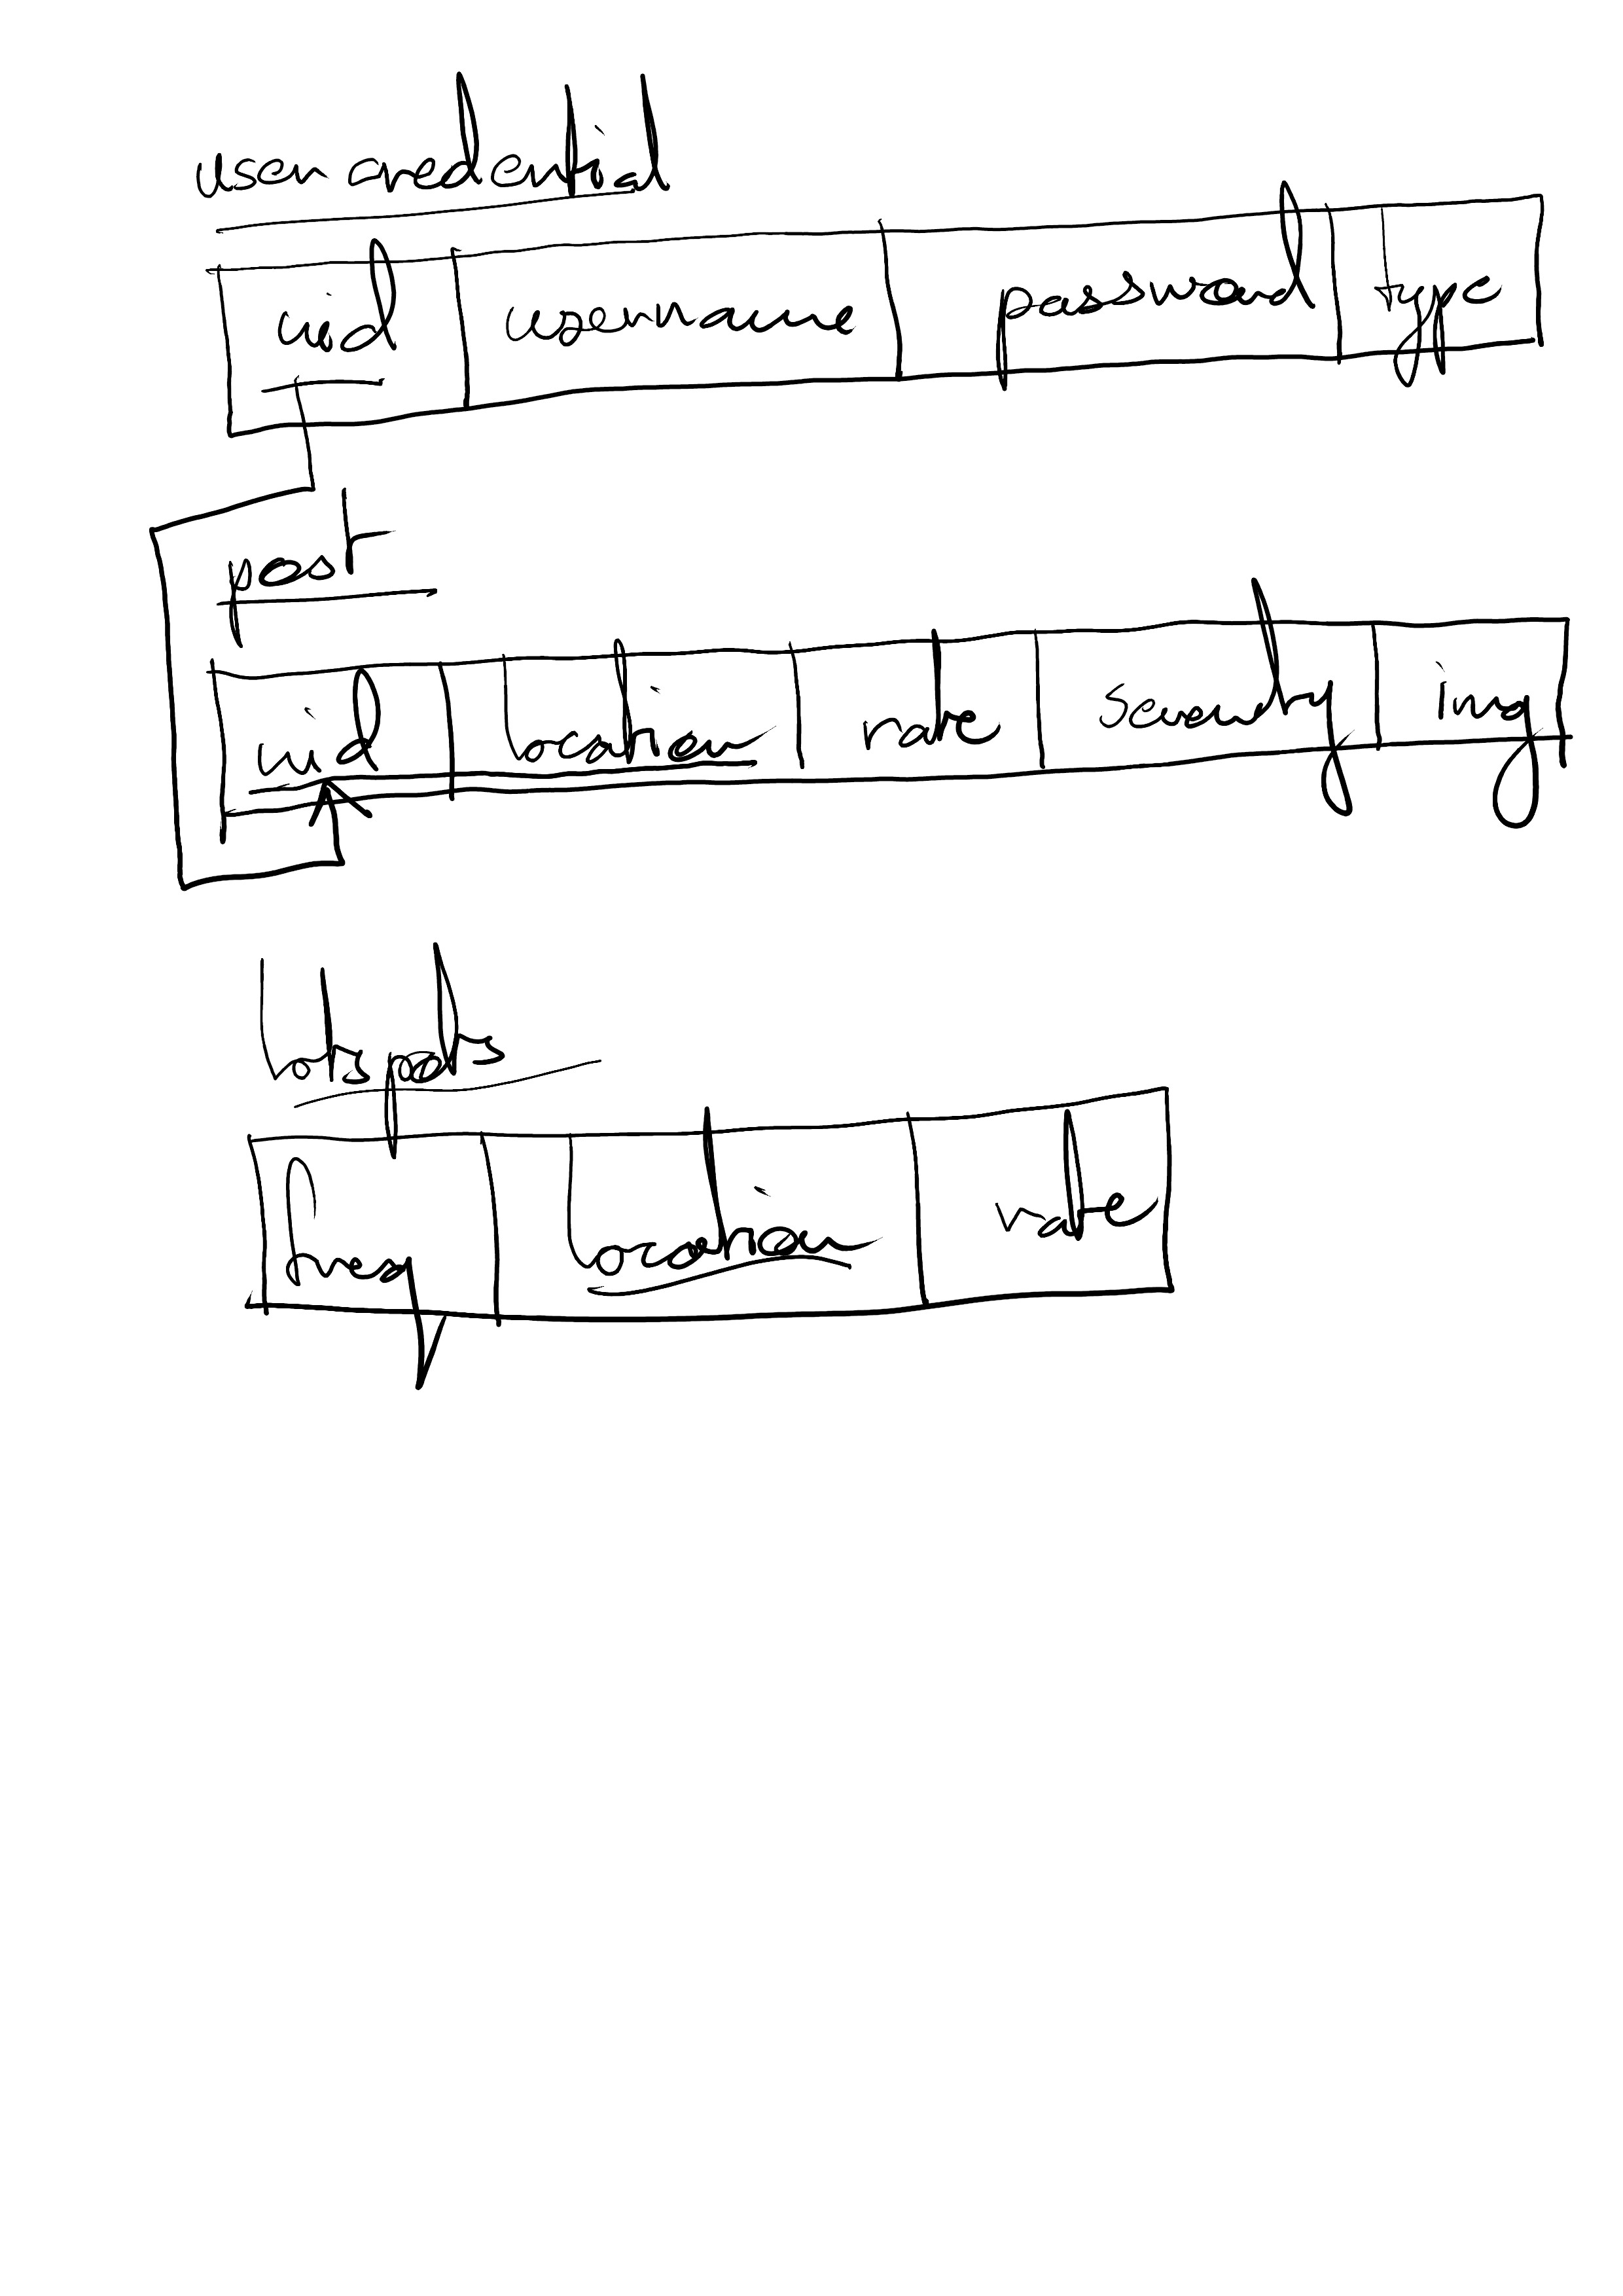 user credential
uid username password type
post
uid location rate severity img
hotspots
freq location rate